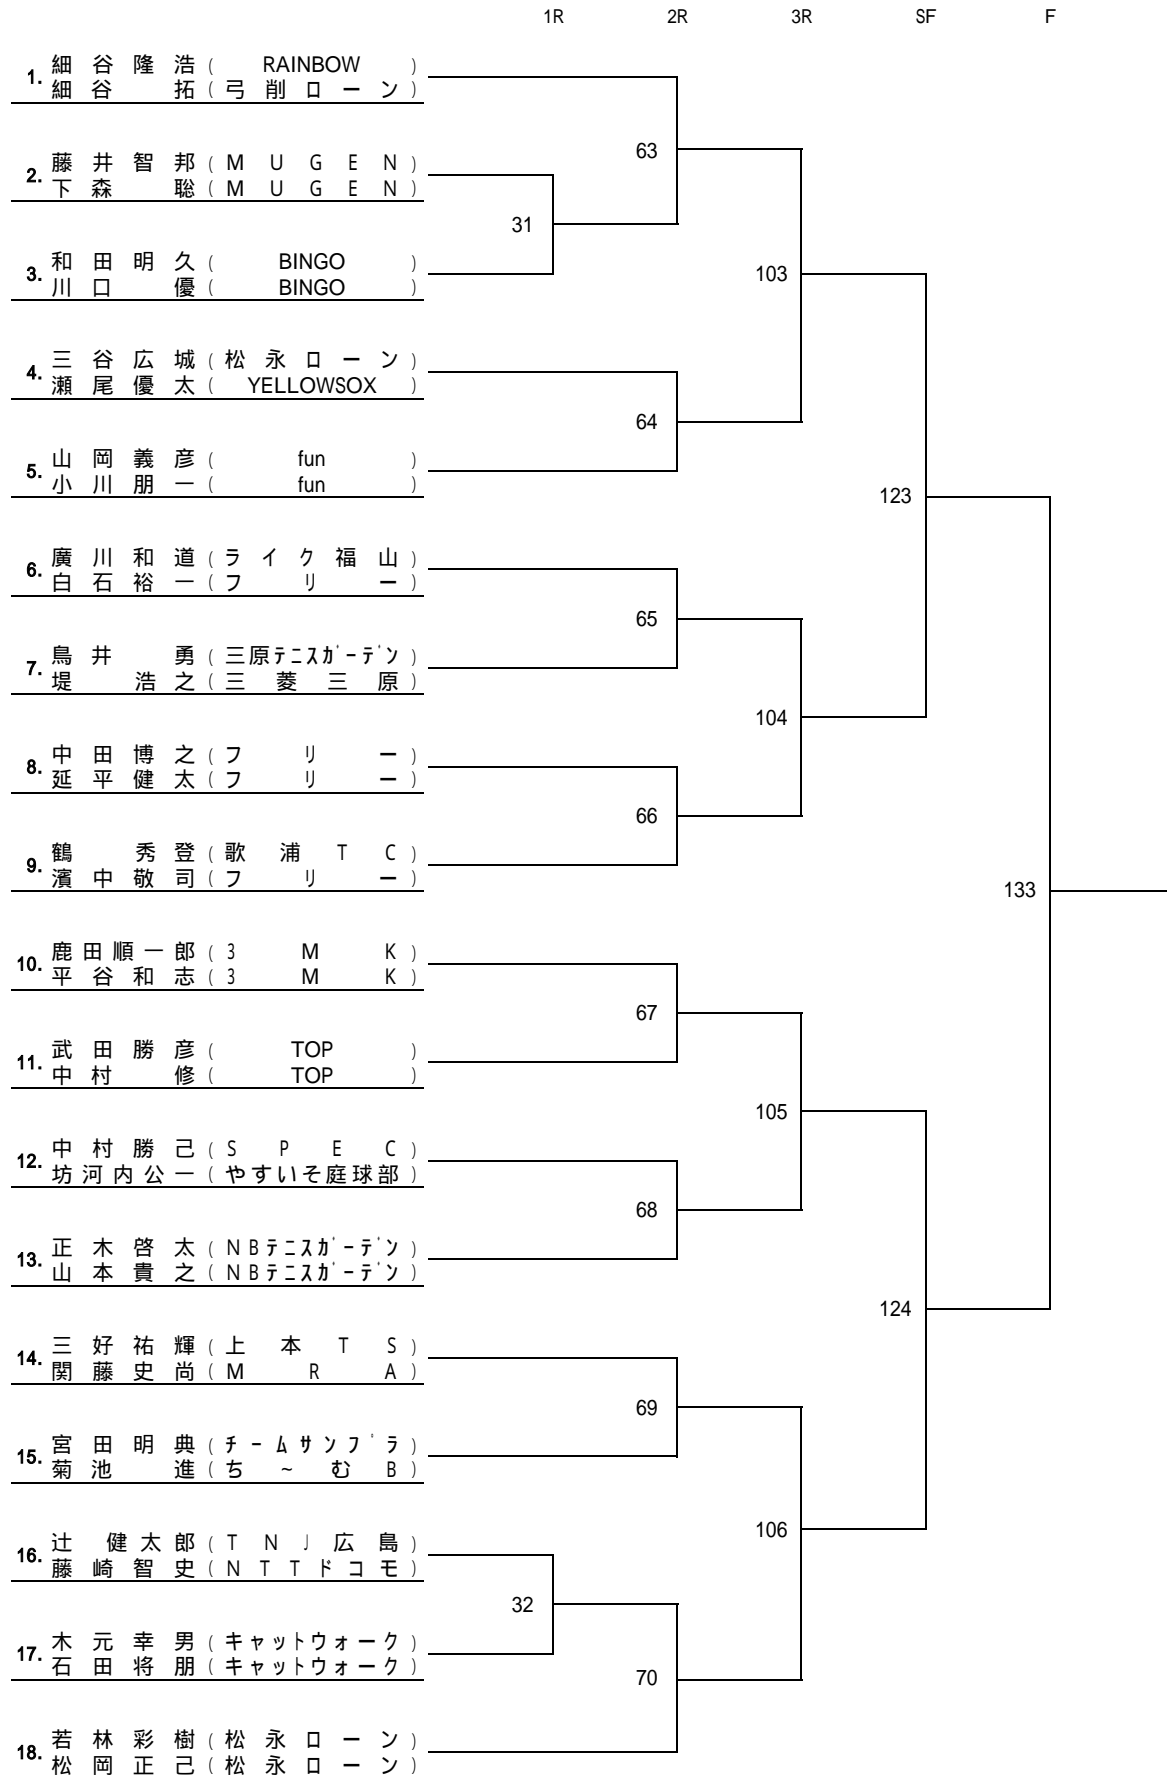 1R 2R 3R SF F
1. 細谷隆浩 ( RAINBOW )
細谷 拓 ( 弓削ローン )
63
2. 藤井智邦 ( MUGEN )
下森 聡 ( MUGEN )
31
3. 和田明久 ( BINGO )
川口 優 ( BINGO )
103
4. 三谷広城 ( 松永ローン )
瀬尾優太 ( YELLOWSOX )
64
5. 山岡義彦 ( fun )
小川朋一 ( fun )
123
6. 廣川和道 ( ライク福山 )
白石裕一 ( フリー )
65
7. 鳥井 勇 ( 三原テニスガーデン )
堤 浩之 ( 三菱三原 )
104
8. 中田博之 ( フリー )
延平健太 ( フリー )
66
9. 鶴 秀登 ( 歌浦TC )
濱中敬司 ( フリー )
133
10. 鹿田順一郎 ( 3MK )
平谷和志 ( 3MK )
67
11. 武田勝彦 ( TOP )
中村 修 ( TOP )
105
12. 中村勝己 ( SPEC )
坊河内公一 ( やすいそ庭球部 )
68
13. 正木啓太 ( NBテニスガーデン )
山本貴之 ( NBテニスガーデン )
124
14. 三好祐輝 ( 上本TS )
関藤史尚 ( MRA )
69
15. 宮田明典 ( チームサンプラ )
菊池 進 ( ち~むB )
106
16. 辻 健太郎 ( TNJ広島 )
藤崎智史 ( NTTドコモ )
32
17. 木元幸男 ( キャットウォーク )
石田将朋 ( キャットウォーク )
70
18. 若林彩樹 ( 松永ローン )
松岡正己 ( 松永ローン )